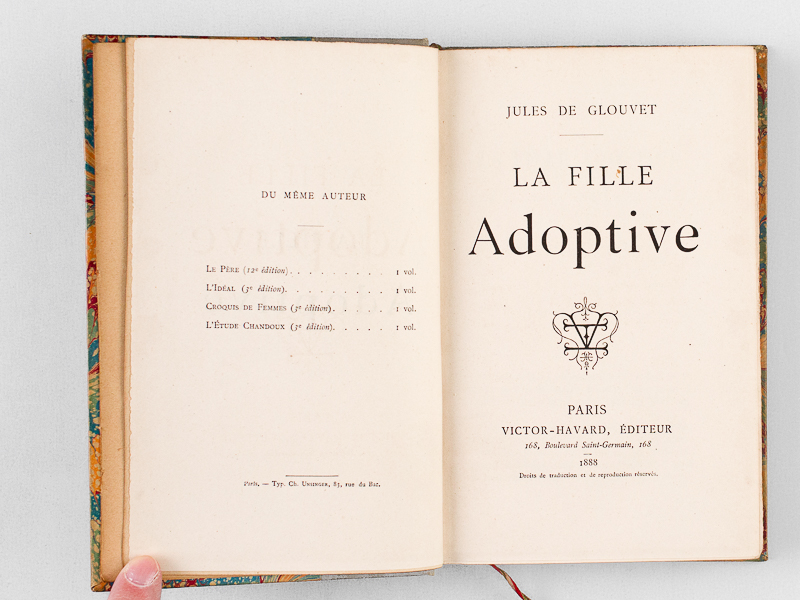 DU MÊME AUTEUR
LE PÈRE (12e édition). . . . . . . . . 1 vol.
L'IDÉAL (3e édition). . . . . . . . . 1 vol.
CROQUIS DE FEMMES (3e édition). . . . . 1 vol.
L'ÉTUDE CHANDOUX (3e édition). . . . . 1 vol.
Paris. — Typ. Ch. UNSINGER, 83, rue du Bac.
JULES DE GLOUVET
LA FILLE
Adoptive
PARIS
VICTOR-HAVARD, ÉDITEUR
168, Boulevard Saint-Germain, 168
1888
Droits de traduction et de reproduction réservés.